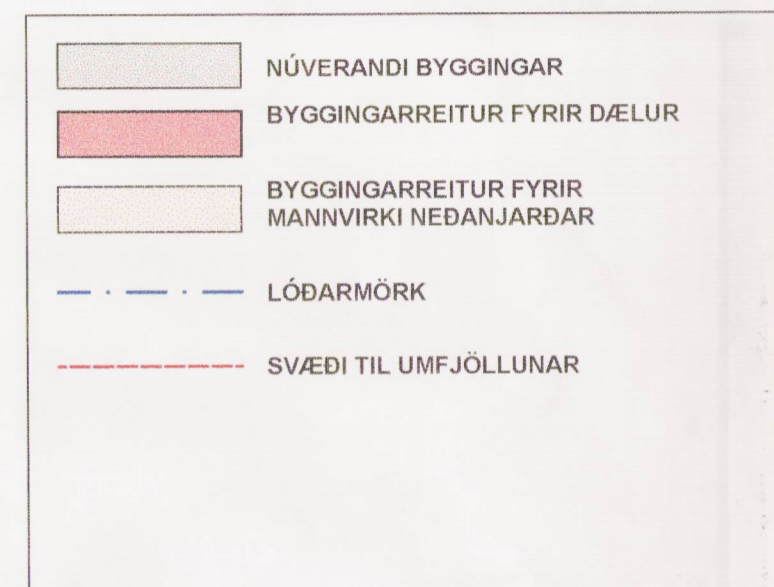 NÚVERANDI BYGGINGAR
BYGGINGARREITUR FYRIR DÆLUR
BYGGINGARREITUR FYRIR
MANNVIRKI NEÐANJARÐAR
LÓÐARMÖRK
SVÆÐI TIL UMFJÖLLUNAR